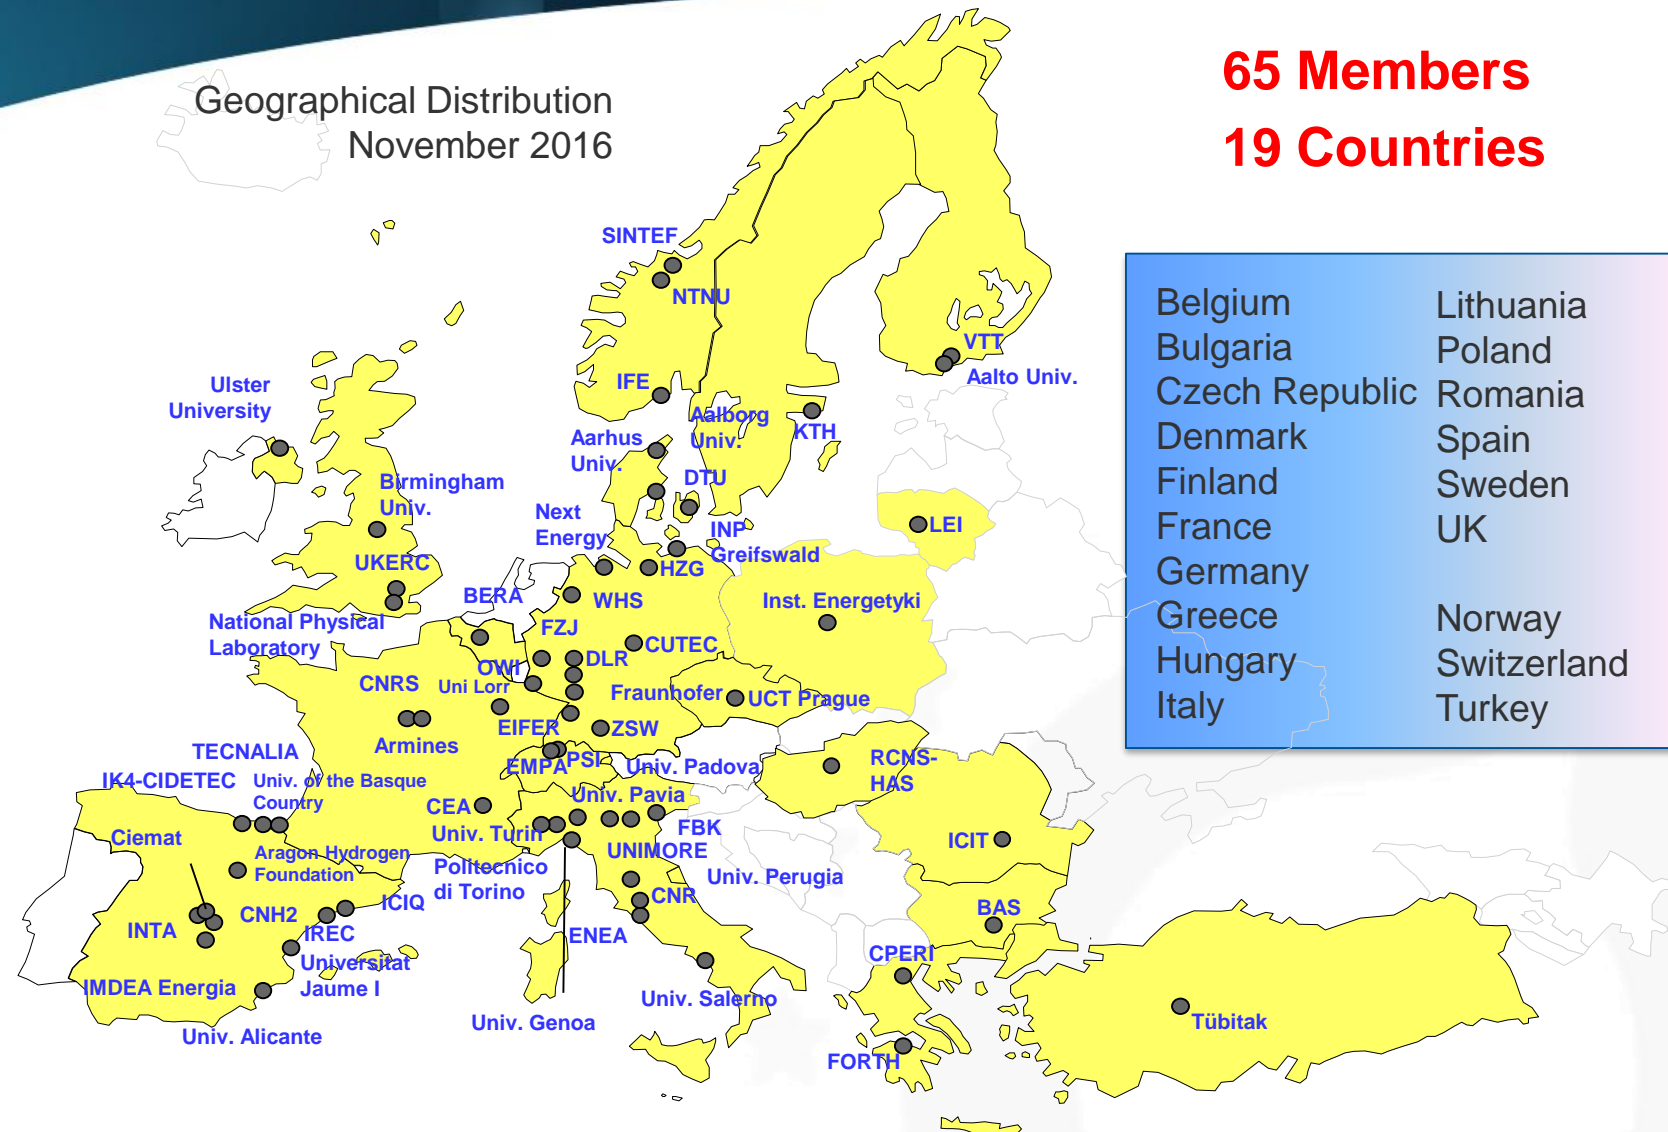 Geographical Distribution
November 2016
65 Members
19 Countries
Belgium
Bulgaria
Czech Republic
Denmark
Finland
France
Germany
Greece
Hungary
Italy
Lithuania
Poland
Romania
Spain
Sweden
UK
Norway
Switzerland
Turkey
SINTEF
NTNU
VTT
Aalto Univ.
IFE
Ulster
University
Aalborg
Univ.
KTH
Aarhus
Univ.
DTU
Birmingham
Univ.
Next
Energy
INP
Greifswald
LEI
UKERC
HZG
BERA
WHS
Inst. Energetyki
National Physical
Laboratory
FZJ
CUTEC
OWI
DLR
CNRS
Uni Lorr
Fraunhofer
UCT Prague
EIFER
ZSW
Armines
TECNALIA
EMPA
PSI
Univ. Padova
RCNS-
HAS
IK4-CIDETEC
Univ. of the Basque
Country
CEA
Univ. Pavia
Ciemat
Univ. Turin
FBK
ICIT
Aragon Hydrogen
Foundation
Politecnico
di Torino
UNIMORE
Univ. Perugia
ICIQ
CNR
INTA
CNH2
IREC
ENEA
BAS
Universitat
Jaume I
CPERI
IMDEA Energia
Univ. Salerno
Univ. Alicante
Univ. Genoa
Tübitak
FORTH